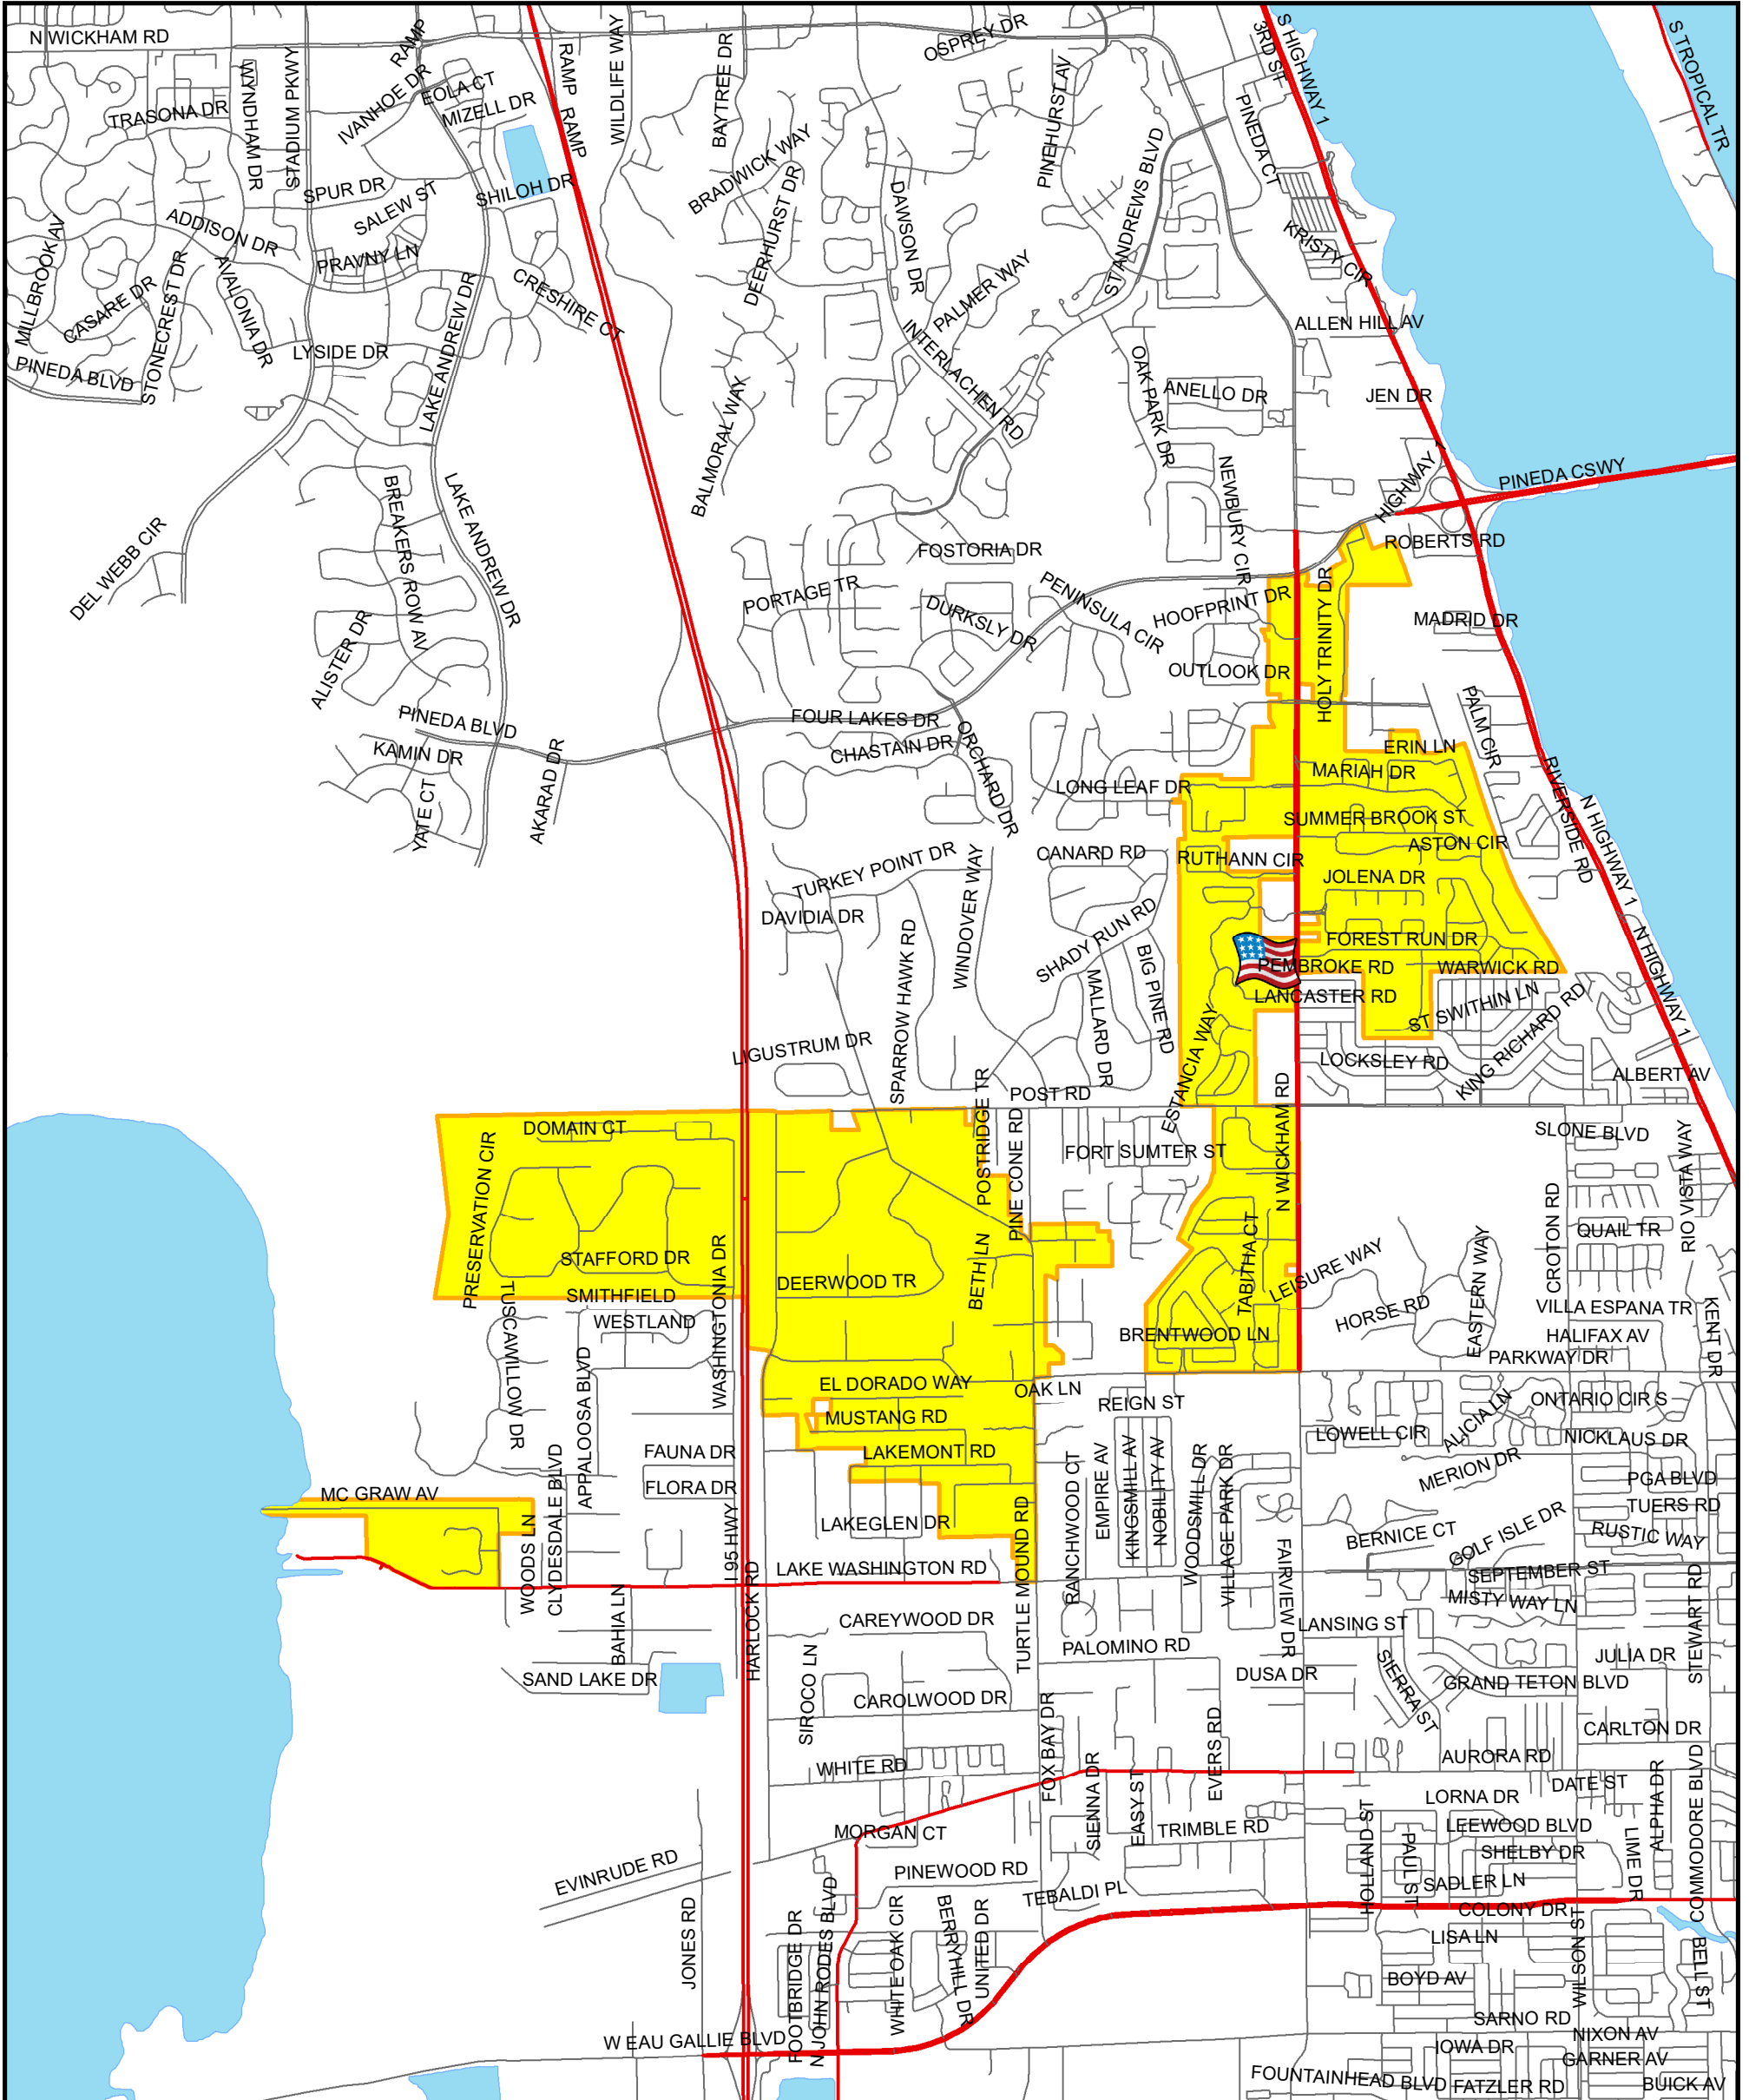 N WICKHAM RD
RAMP
RAMP
RAMP
WILDLIFE WAY
BAYTREE DR
OSPREY DR
3RD ST
S HIGHWAY 1
S TROPICAL TR
TRASONA DR
WYNDHAM DR
STADIUM PKWY
IVANHOE DR
EOLA CT
MIZELL DR
BRADWICK WAY
PINEHURST AV
PINEDA CT
SPUR DR
SALEW ST
SHILOH DR
DEERHURST DR
DAWSON DR
ST ANDREWS BLVD
MILLBROOK AV
ADDISON DR
PRAVNY LN
KRISTY CIR
CASARE DR
STONECREST DR
AVALONIA DR
LAKE ANDREW DR
CRESHIRE CT
PALMER WAY
ALLEN HILL AV
LYSIDE DR
INTERLACHEN RD
PINEDA BLVD
BALMORAL WAY
OAK PARK DR
ANELLO DR
JEN DR
NEWBURY CIR
HIGHWAY 1
PINEDA CSWY
BREAKERS ROW AV
LAKE ANDREW DR
DEL WEBB CIR
FOSTORIA DR
ROBERTS RD
PORTAGE TR
DURKSLY DR
PENINSULA CIR
HOOFPRINT DR
HOLY TRINITY DR
MADRID DR
ALISTER DR
OUTLOOK DR
PINEDA BLVD
FOUR LAKES DR
PALM CIR
KAMIN DR
CHASTAIN DR
ORCHARD DR
ERIN LN
MARIAH DR
YATE CT
AKARAD DR
LONG LEAF DR
RIVERSIDE RD
N HIGHWAY 1
SUMMER BROOK ST
ASTON CIR
TURKEY POINT DR
WINDOVER WAY
CANARD RD
RUTHANN CIR
JOLENA DR
DAVIDIA DR
SPARROW HAWK RD
SHADY RUN RD
MALLARD DR
BIG PINE RD
FOREST RUN DR
PEMBROKE RD
WARWICK RD
N HIGHWAY 1
LANCASTER RD
ST SWITHIN LN
KING RICHARD RD
LIGUSTRUM DR
ESTANCIA WAY
LOCKSLEY RD
ALBERT AV
POST RD
N WICKHAM RD
DOMAIN CT
POSTRIDGE TR
PINE CONE RD
FORT SUMTER ST
SLONE BLVD
RIO VISTA WAY
PRESERVATION CIR
CROTON RD
QUAIL TR
STAFFORD DR
WASHINGTONIA DR
DEERWOOD TR
BETH LN
TABITHA CT
LEISURE WAY
EASTERN WAY
SMITHFIELD
HORSE RD
VILLA ESPANA TR
KENT DR
TUSCAWILLOW DR
WESTLAND
BRENTWOOD LN
HALIFAX AV
PARKWAY DR
APPALOOSA BLVD
EL DORADO WAY
OAK LN
REIGN ST
ONTARIO CIR S
MUSTANG RD
LOWELL CIR
ALICIA LN
NICKLAUS DR
FAUNA DR
LAKEMONT RD
MERION DR
PGA BLVD
FLORA DR
MC GRAW AV
TUERS RD
CLYDESDALE BLVD
WOODS LN
I 95 HWY
LAKEGLEN DR
TURTLE MOUND RD
RANCHWOOD CT
EMPIRE AV
KINGSMILL AV
NOBILITY AV
WOODSMILL DR
VILLAGE PARK DR
FAIRVIEW DR
BERNICE CT
GOLF ISLE DR
RUSTIC WAY
LAKE WASHINGTON RD
SEPTEMBER ST
MISTY WAY LN
STEWART RD
BAHIA LN
HARLOCK RD
CAREYWOOD DR
LANSING ST
PALOMINO RD
JULIA DR
SAND LAKE DR
SIROCO LN
DUSA DR
SIERRA ST
GRAND TETON BLVD
CAROLWOOD DR
FOX BAY DR
EVERS RD
CARLTON DR
WHITE RD
AURORA RD
SIENNA DR
EASY ST
DATE ST
ALPHA DR
COMMODORE BLVD
LORNA DR
MORGAN CT
TRIMBLE RD
HOLLAND ST
PAUL ST
LEEWOOD BLVD
LIME DR
SHELBY DR
EVINRUDE RD
PINEWOOD RD
SADLER LN
TEBALDI PL
COLONY DR
JONES RD
FOOTBRIDGE DR
N JOHN RODES BLVD
WHITE OAK CIR
BERRYHILL DR
UNITED DR
LISA LN
WILSON ST
BELL ST
BOYD AV
SARNO RD
W EAU GALLIE BLVD
NIXON AV
IOWA DR
GARNER AV
FOUNTAINHEAD BLVD
FATZLER RD
BUICK AV